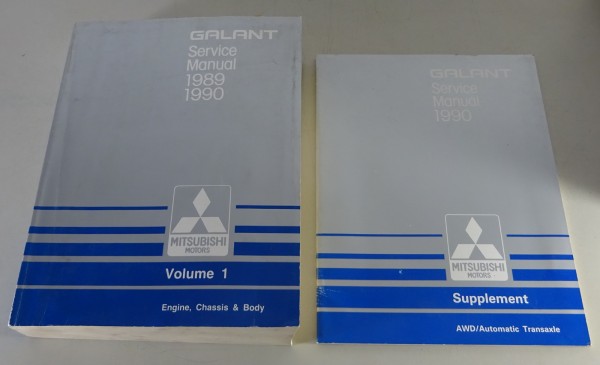 GALANT
Service
Manual
1989
1990
MITSUBISHI
MOTORS
Volume 1
Engine, Chassis & Body
GALANT
Service
Manual
1990
MITSUBISHI
MOTORS
Supplement
AWD/Automatic Transaxle